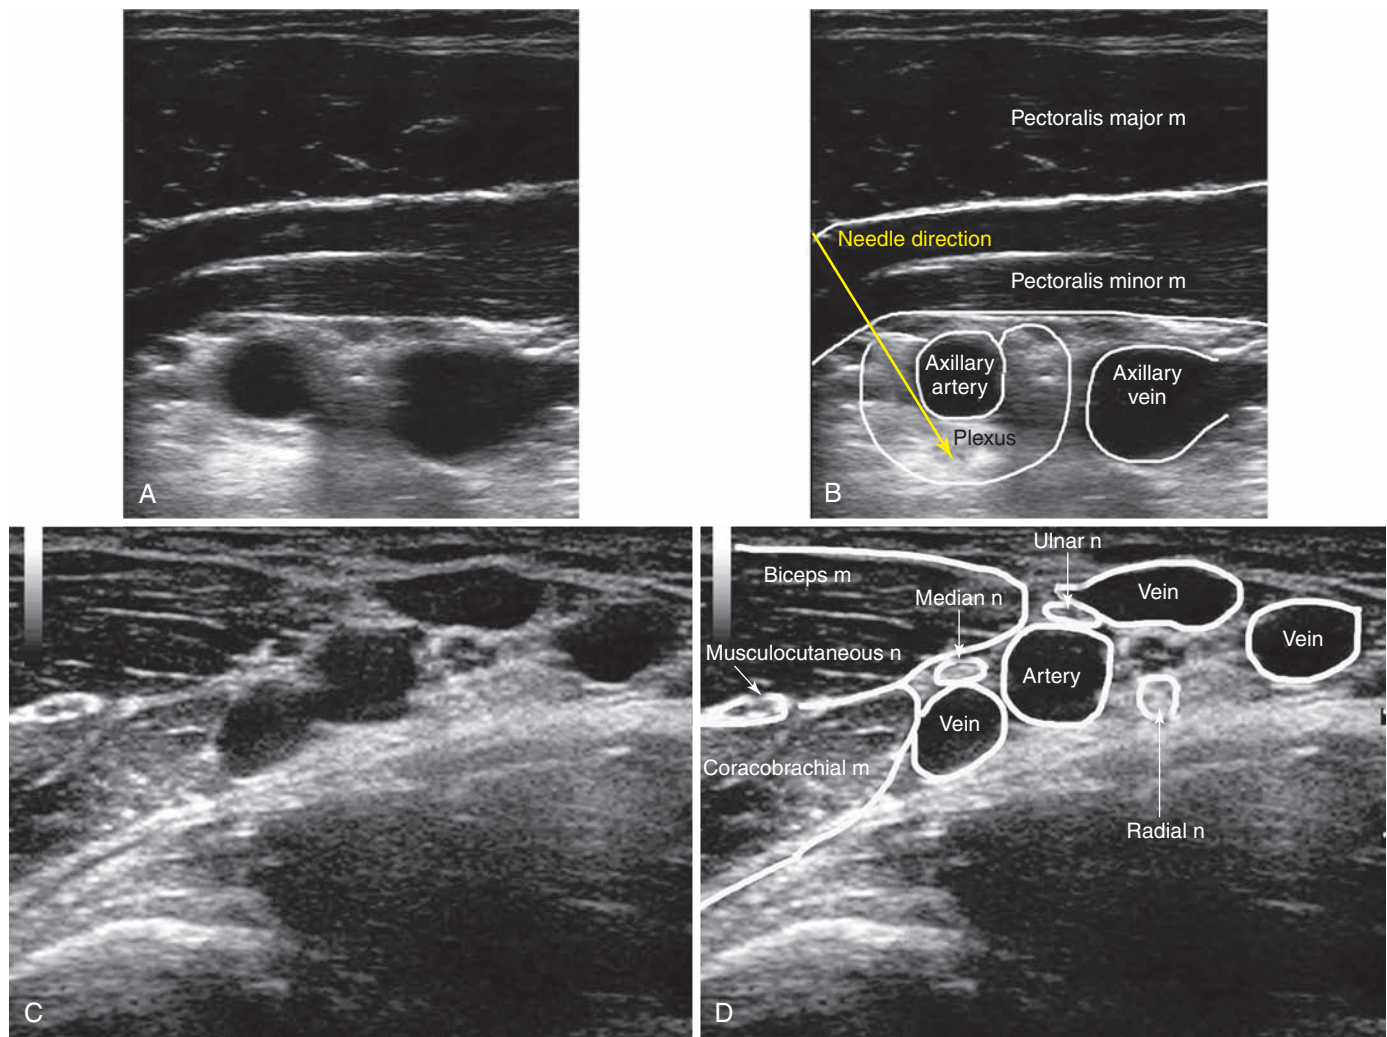 A
Pectoralis major m
Needle direction
Pectoralis minor m
Axillary
artery
Axillary
vein
Plexus
B
C
Ulnar n
Biceps m
Vein
Median n
Vein
Musculocutaneous n
Artery
Vein
Coracobrachial m
Radial n
D